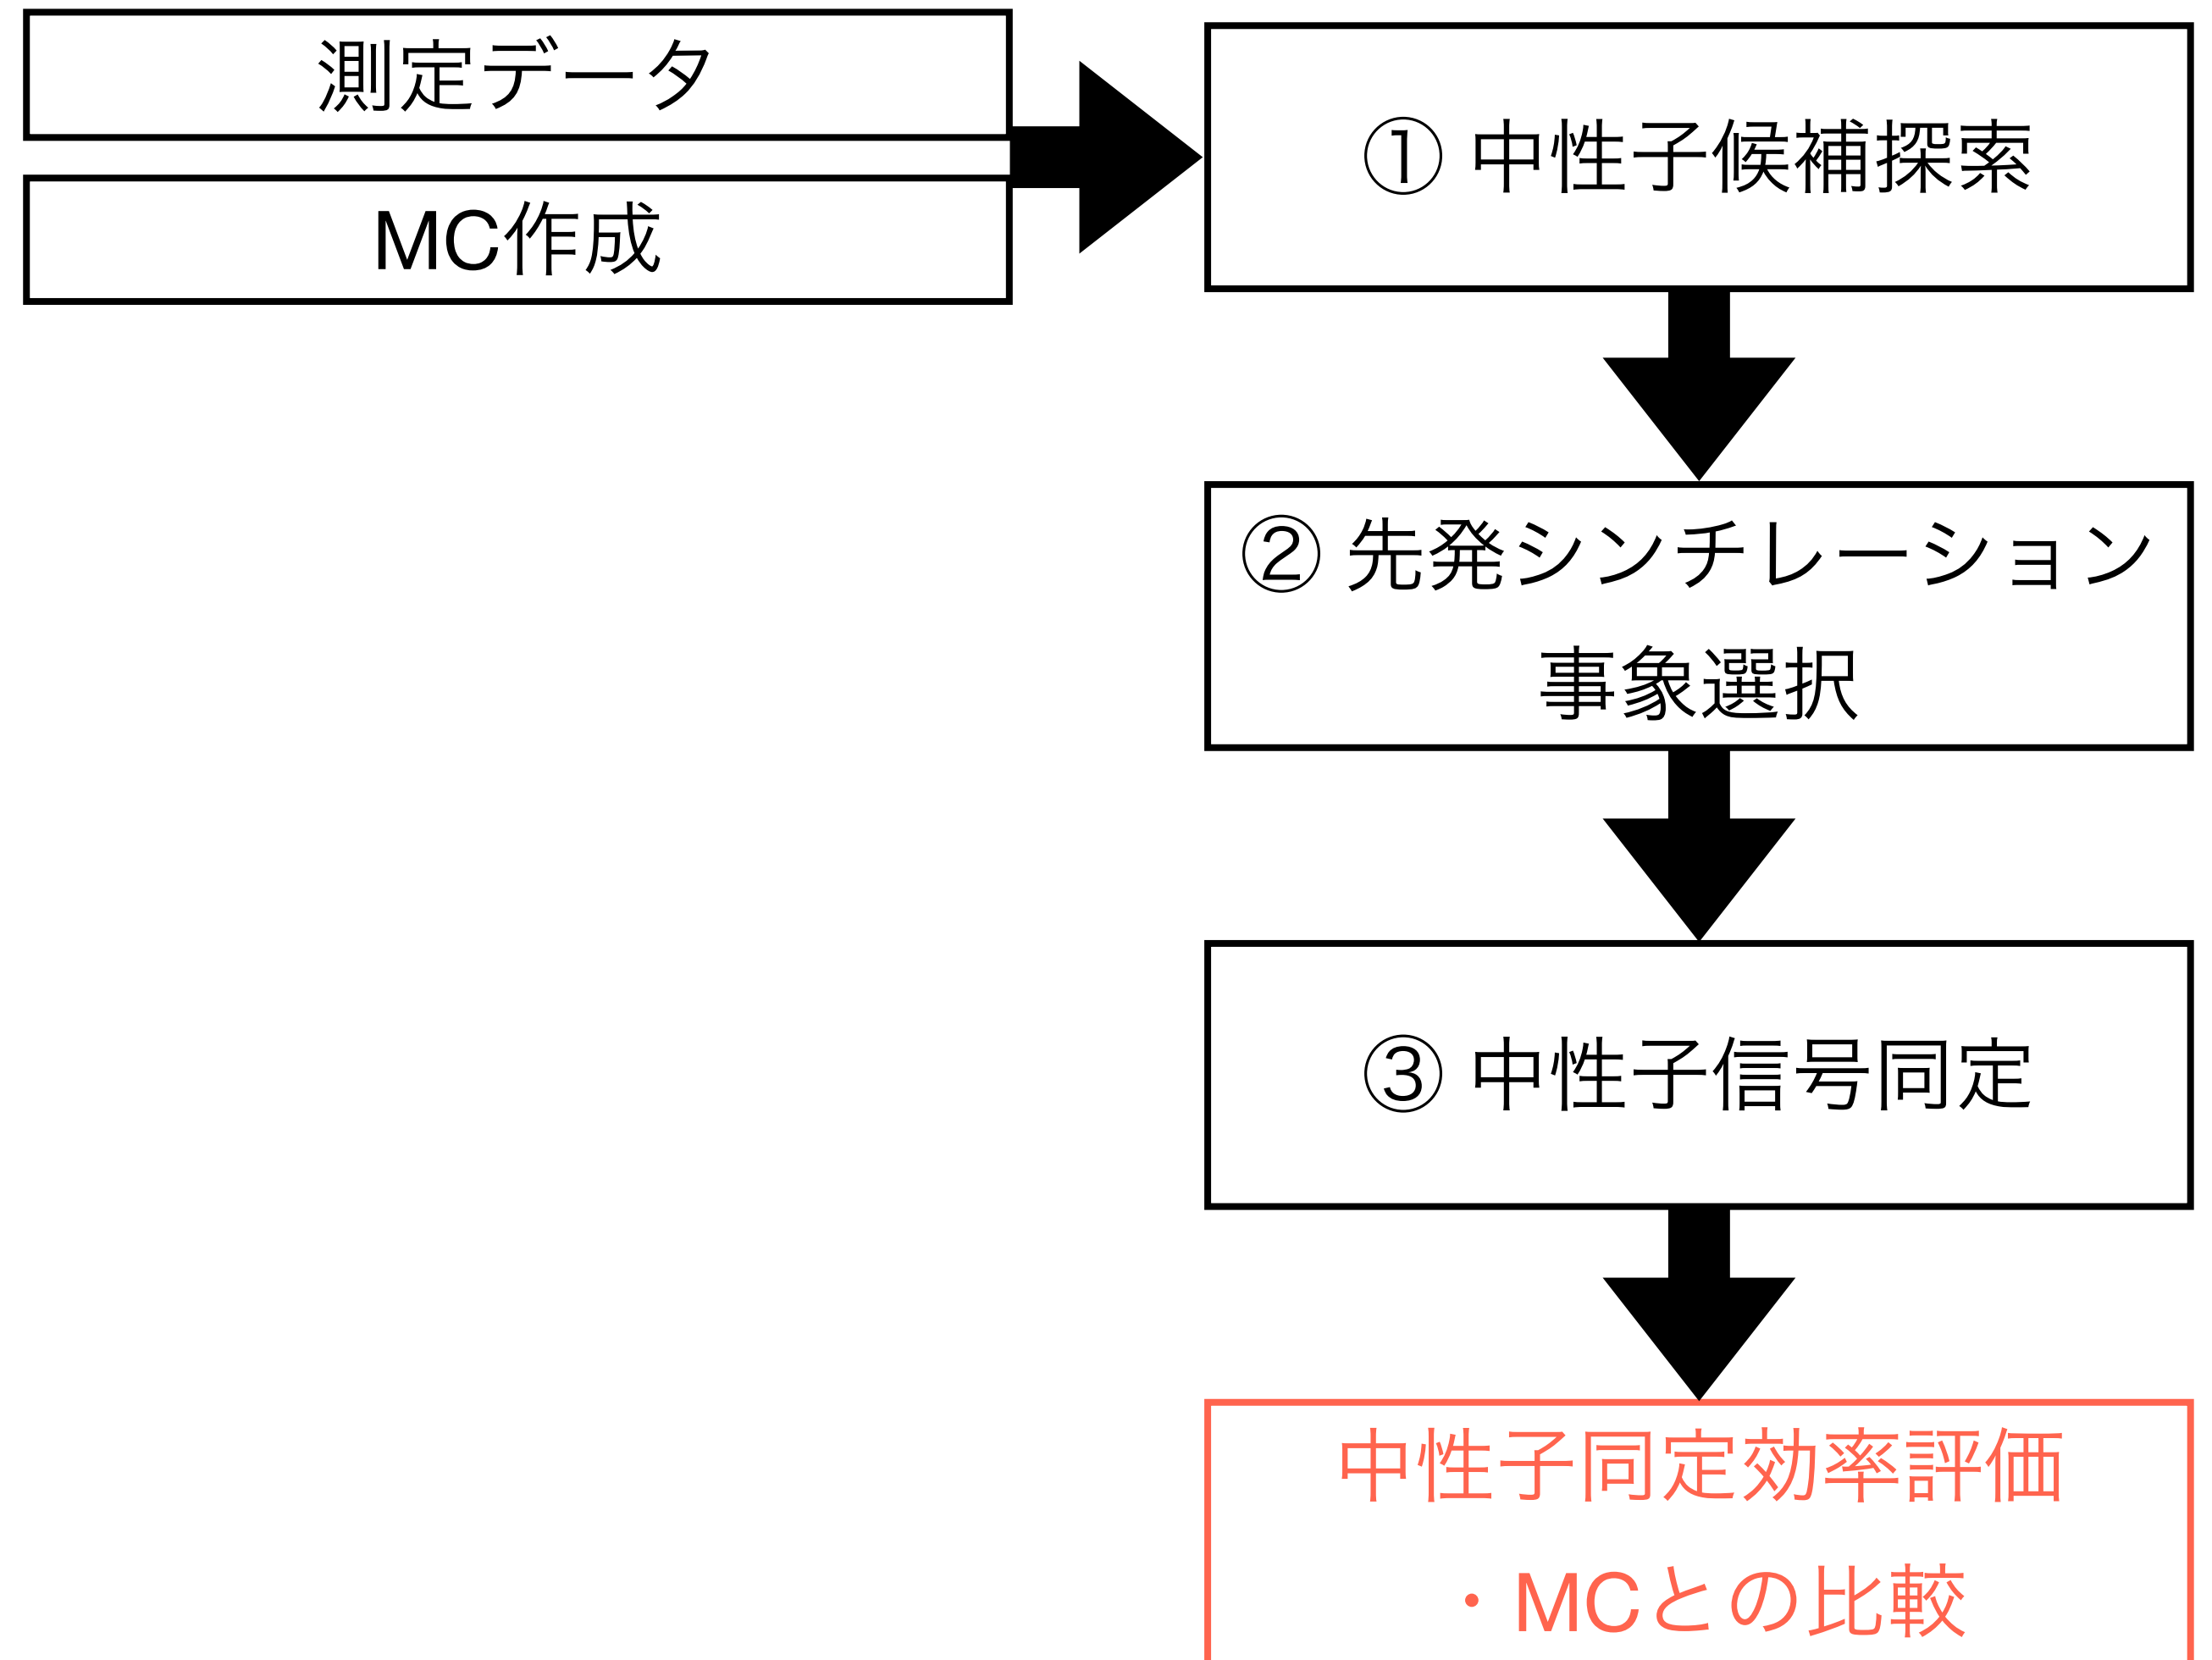 測定データ
MC作成
① 中性子候補探索
② 先発シンチレーション
事象選択
③ 中性子信号同定
中性子同定効率評価
・MCとの比較